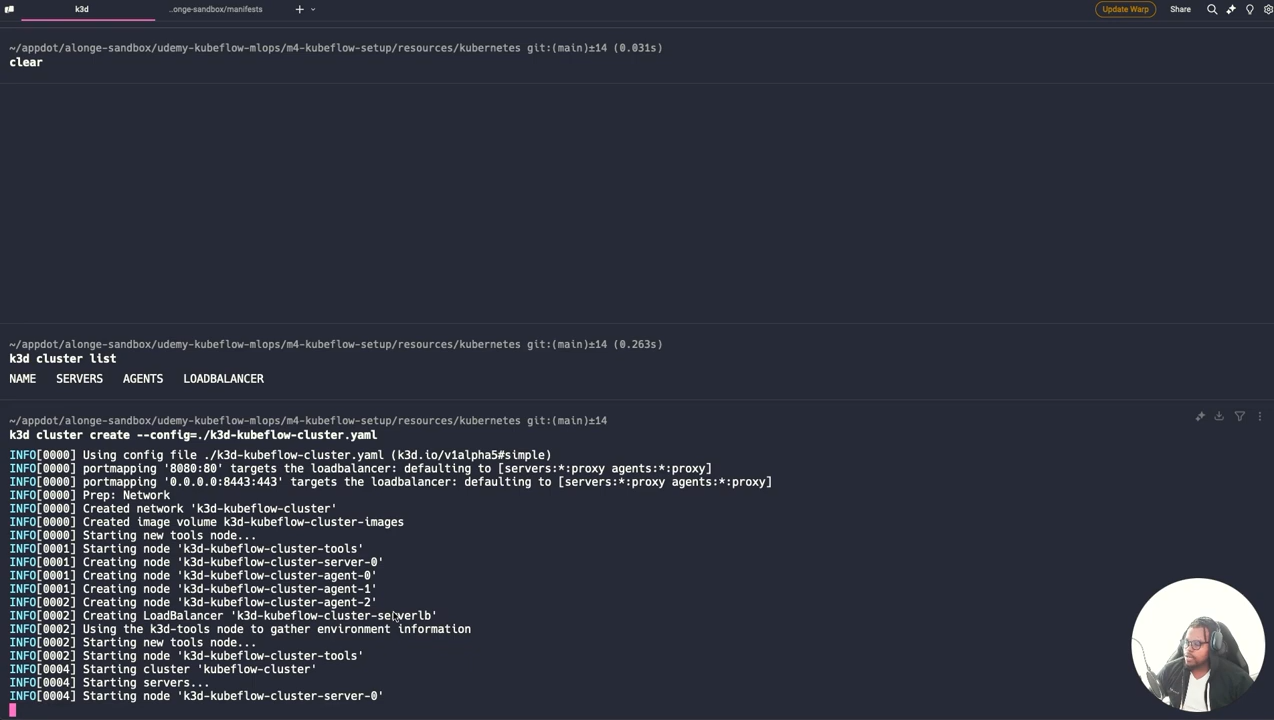 k3d
..onge-sandbox/manifests
Update Warp
Share
~/appdot/alonge-sandbox/udemy-kubeflow-mlops/m4-kubeflow-setup/resources/kubernetes git:(main)±14 (0.031s)
clear
~/appdot/alonge-sandbox/udemy-kubeflow-mlops/m4-kubeflow-setup/resources/kubernetes git:(main)±14 (0.263s)
k3d cluster list
NAME SERVERS AGENTS LOADBALANCER
~/appdot/alonge-sandbox/udemy-kubeflow-mlops/m4-kubeflow-setup/resources/kubernetes git:(main)±14
k3d cluster create --config=./k3d-kubeflow-cluster.yaml
INFO[0000] Using config file ./k3d-kubeflow-cluster.yaml (k3d.io/v1alpha5#simple)
INFO[0000] portmapping '8080:80' targets the loadbalancer: defaulting to [servers:*:proxy agents:*:proxy]
INFO[0000] portmapping '0.0.0.0:8443:443' targets the loadbalancer: defaulting to [servers:*:proxy agents:*:proxy]
INFO[0000] Prep: Network
INFO[0000] Created network 'k3d-kubeflow-cluster'
INFO[0000] Created image volume k3d-kubeflow-cluster-images
INFO[0000] Starting new tools node...
INFO[0001] Starting node 'k3d-kubeflow-cluster-tools'
INFO[0001] Creating node 'k3d-kubeflow-cluster-server-0'
INFO[0001] Creating node 'k3d-kubeflow-cluster-agent-0'
INFO[0001] Creating node 'k3d-kubeflow-cluster-agent-1'
INFO[0002] Creating node 'k3d-kubeflow-cluster-agent-2'
INFO[0002] Creating LoadBalancer 'k3d-kubeflow-cluster-serverlb'
INFO[0002] Using the k3d-tools node to gather environment information
INFO[0002] Starting new tools node...
INFO[0002] Starting node 'k3d-kubeflow-cluster-tools'
INFO[0004] Starting cluster 'kubeflow-cluster'
INFO[0004] Starting servers...
INFO[0004] Starting node 'k3d-kubeflow-cluster-server-0'